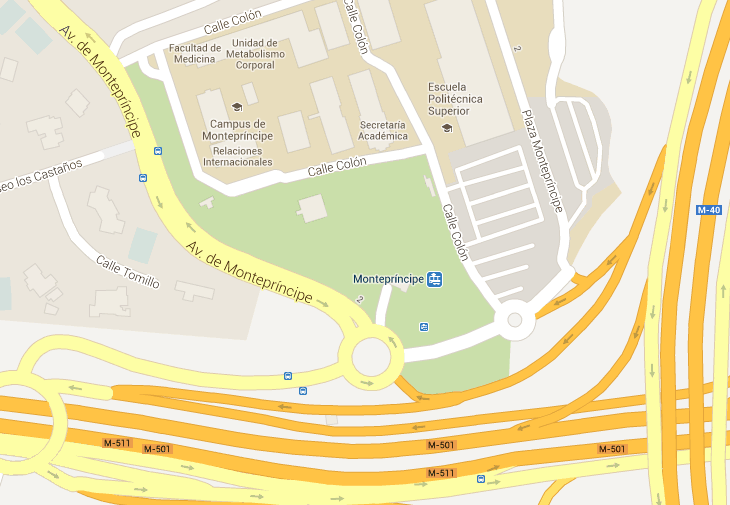 Calle Colón
Av. de Montepríncipe
Facultad de
Medicina
Unidad de
Metabolismo
Corporal
Calle Colón
2
Escuela
Politécnica
Superior
Campus de
Montepríncipe
Secretaría
Académica
Relaciones
Internacionales
Plaza Montepríncipe
Calle Colón
eo los Castaños
M-40
Calle Colón
Av. de Montepríncipe
Calle Tomillo
Montepríncipe
2
M-511
M-501
M-501
M-501
M-511